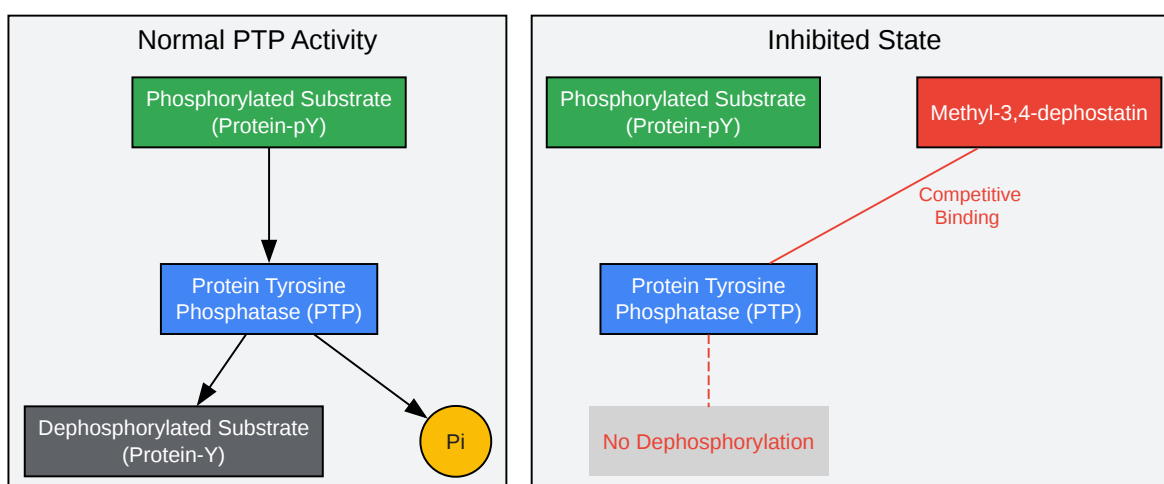 Normal PTP Activity
Phosphorylated Substrate
(Protein-pY)
Protein Tyrosine
Phosphatase (PTP)
Dephosphorylated Substrate
(Protein-Y)
Pi
Inhibited State
Phosphorylated Substrate
(Protein-pY)
Methyl-3,4-dephostatin
Competitive
Binding
Protein Tyrosine
Phosphatase (PTP)
No Dephosphorylation